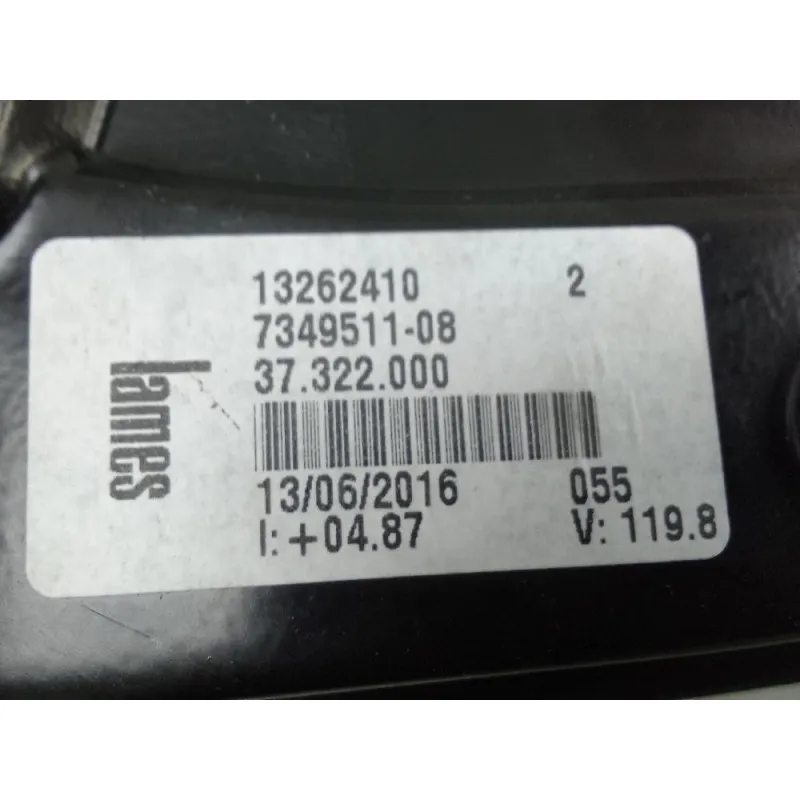 13262410 2
7349511-08
37.322.000
lames
13/06/2016 055
I: +04.87 V: 119.8